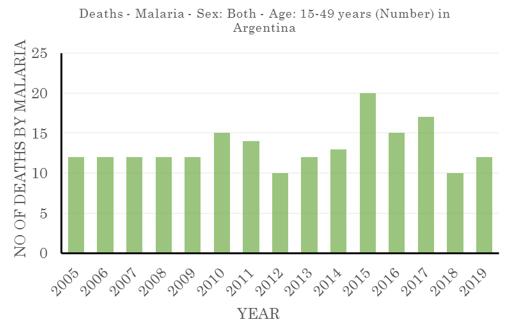 Deaths - Malaria - Sex: Both - Age: 15-49 years (Number) in
Argentina
NO OF DEATHS BY MALARIA
25
20
15
10
5
0
2005 2006 2007 2008 2009 2010 2011 2012 2013 2014 2015 2016 2017 2018 2019
YEAR